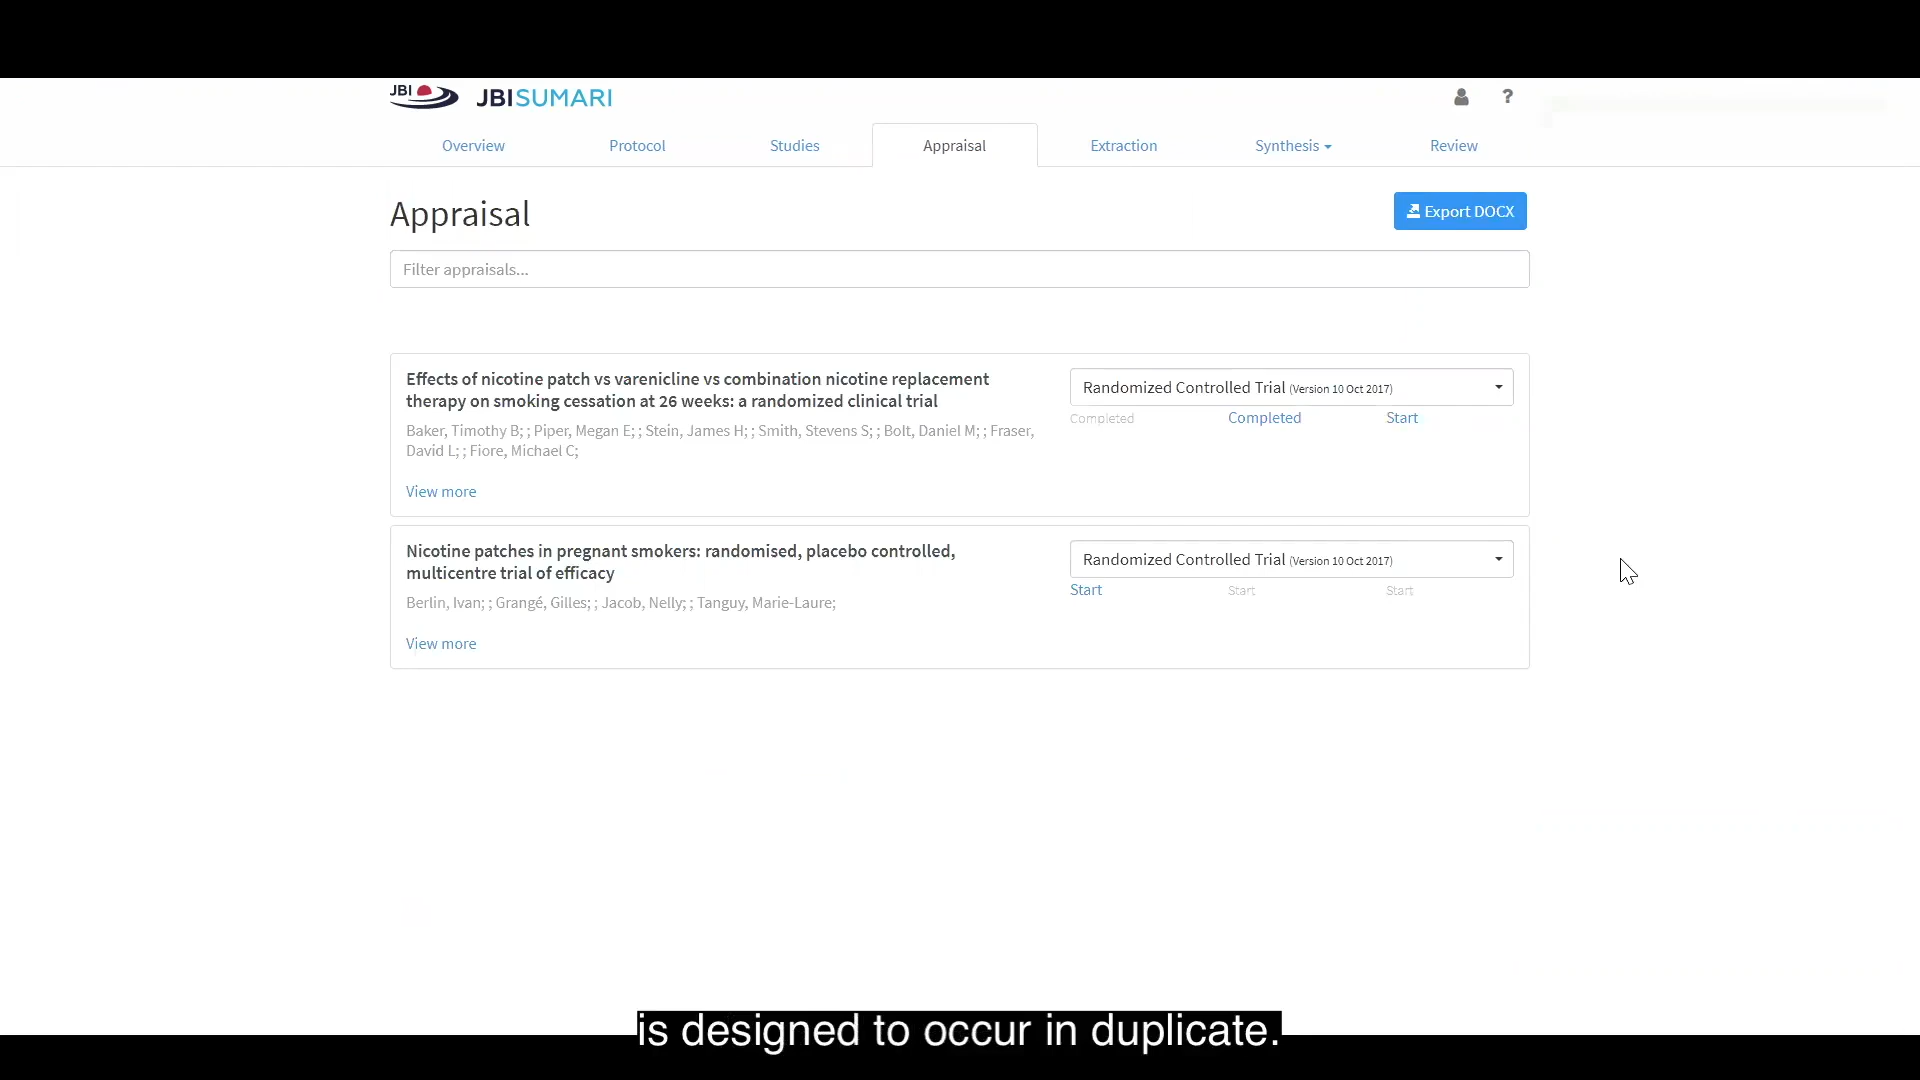 JBI JBISUMARI ?
Overview Protocol Studies Appraisal Extraction Synthesis Review
Appraisal
Export DOCX
Filter appraisals...
Effects of nicotine patch vs varenicline vs combination nicotine replacement
therapy on smoking cessation at 26 weeks: a randomized clinical trial
Baker, Timothy B; ; Piper, Megan E; ; Stein, James H; ; Smith, Stevens S; ; Bolt, Daniel M; ; Fraser,
David L; ; Fiore, Michael C;
View more
Randomized Controlled Trial (Version 10 Oct 2017)
Completed Completed Start
Nicotine patches in pregnant smokers: randomised, placebo controlled,
multicentre trial of efficacy
Berlin, Ivan; ; Grangé, Gilles; ; Jacob, Nelly; ; Tanguy, Marie-Laure;
View more
Randomized Controlled Trial (Version 10 Oct 2017)
Start Start Start
is designed to occur in duplicate.